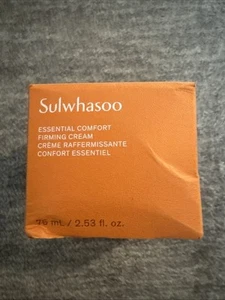 Sulwhasoo
ESSENTIAL COMFORT
FIRMING CREAM
CRÈME RAFFERMISSANTE
CONFORT ESSENTIEL
75 mL / 2.53 fl. oz.